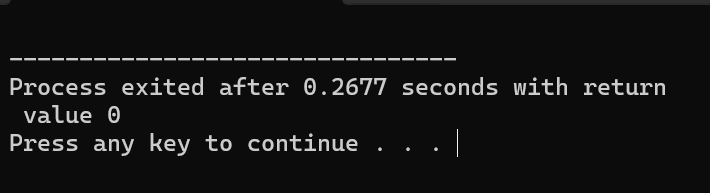 --------------------------------
Process exited after 0.2677 seconds with return
value 0
Press any key to continue . . .